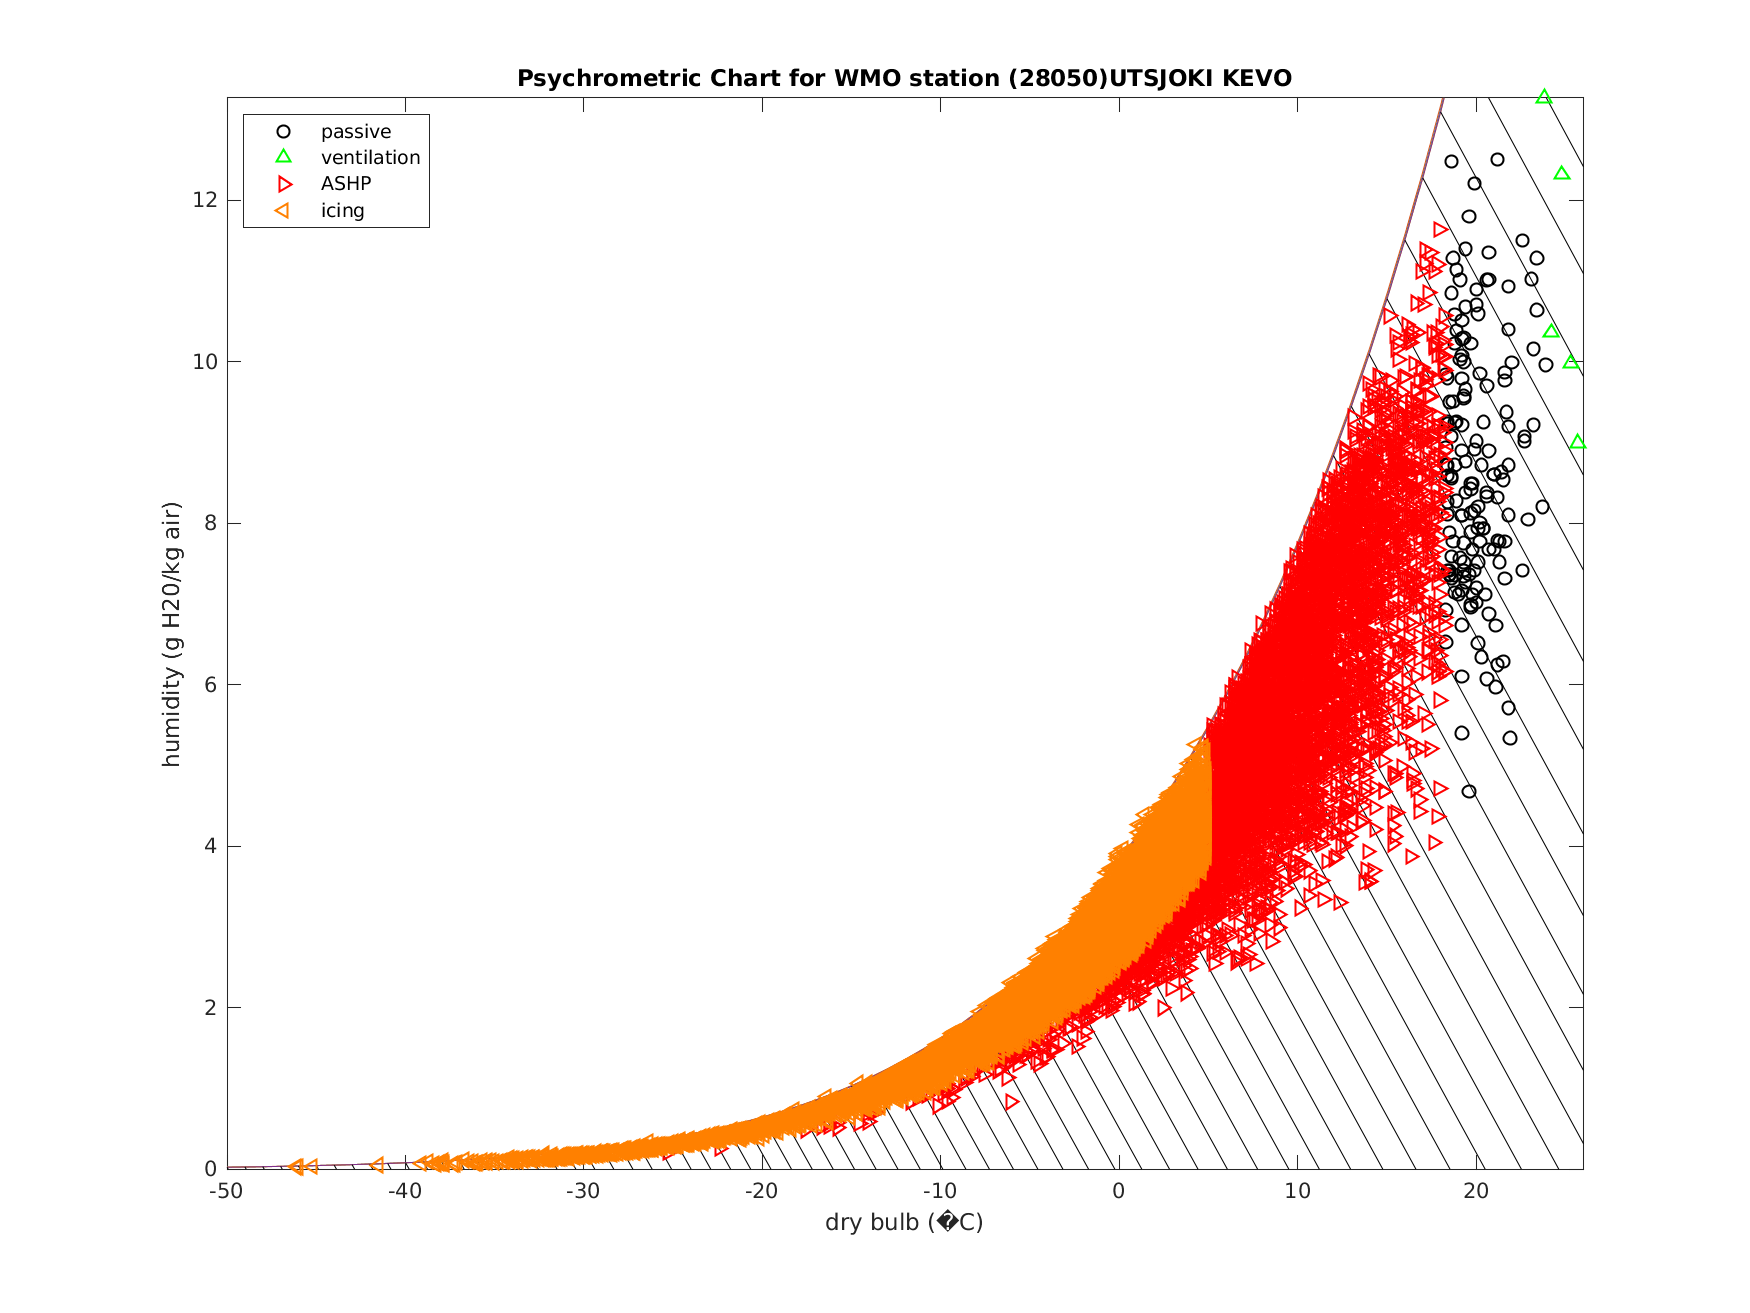 Psychrometric Chart for WMO station (28050)UTSJOKI KEVO
passive
ventilation
ASHP
icing
12
10
8
6
4
2
0
humidity (g H20/kg air)
-50 -40 -30 -20 -10 0 10 20
dry bulb (�C)